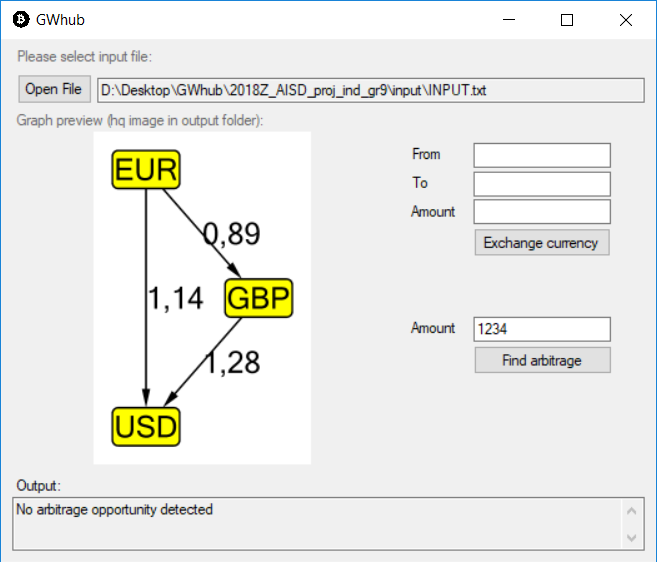 GWhub
Please select input file:
Open File
D:\Desktop\GWhub\2018Z_AISD_proj_ind_gr9\input\INPUT.txt
Graph preview (hq image in output folder):
EUR
0,89
1,14
GBP
1,28
USD
From
To
Amount
Exchange currency
Amount
1234
Find arbitrage
Output:
No arbitrage opportunity detected